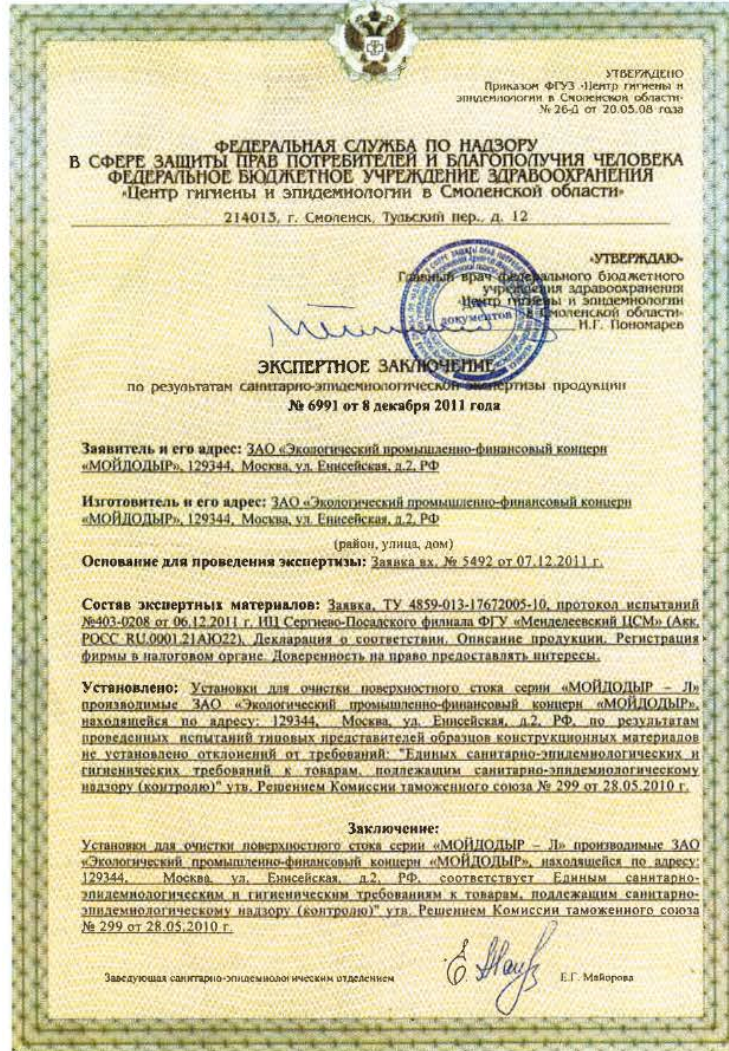 УТВЕРЖДЕНО
Приказом ФГУЗ «Центр гигиены и
эпидемиологии в Смоленской области»
№ 26-Д от 20.05.08 года
ФЕДЕРАЛЬНАЯ СЛУЖБА ПО НАДЗОРУ
В СФЕРЕ ЗАЩИТЫ ПРАВ ПОТРЕБИТЕЛЕЙ И БЛАГОПОЛУЧИЯ ЧЕЛОВЕКА
ФЕДЕРАЛЬНОЕ БЮДЖЕТНОЕ УЧРЕЖДЕНИЕ ЗДРАВООХРАНЕНИЯ
«Центр гигиены и эпидемиологии в Смоленской области»
214013, г. Смоленск, Тульский пер., д. 12
«УТВЕРЖДАЮ»
Главный врач федерального бюджетного
учреждения здравоохранения
«Центр гигиены и эпидемиологии
в Смоленской области»
Н.Г. Пономарев
документов
ЭКСПЕРТНОЕ ЗАКЛЮЧЕНИЕ
по результатам санитарно-эпидемиологической экспертизы продукции
№ 6991 от 8 декабря 2011 года
Заявитель и его адрес: ЗАО «Экологический промышленно-финансовый концерн
«МОЙДОДЫР», 129344, Москва, ул. Енисейская, д.2, РФ
Изготовитель и его адрес: ЗАО «Экологический промышленно-финансовый концерн
«МОЙДОДЫР», 129344, Москва, ул. Енисейская, д.2, РФ
(район, улица, дом)
Основание для проведения экспертизы: Заявка вх. № 5492 от 07.12.2011 г.
Состав экспертных материалов: Заявка, ТУ 4859-013-17672005-10, протокол испытаний
№403-0208 от 06.12.2011 г. ИЦ Сергиево-Посадского филиала ФГУ «Менделеевский ЦСМ» (Акк.
РОСС RU.0001.21АЮ22), Декларация о соответствии. Описание продукции. Регистрация
фирмы в налоговом органе. Доверенность на право предоставлять интересы.
Установлено: Установки для очистки поверхностного стока серии «МОЙДОДЫР – Л»
производимые ЗАО «Экологический промышленно-финансовый концерн «МОЙДОДЫР»,
находящейся по адресу: 129344, Москва, ул. Енисейская, д.2, РФ, по результатам
проведенных испытаний типовых представителей образцов конструкционных материалов
не установлено отклонений от требований: "Единых санитарно-эпидемиологических и
гигиенических требований к товарам, подлежащим санитарно-эпидемиологическому
надзору (контролю)" утв. Решением Комиссии таможенного союза № 299 от 28.05.2010 г.
Заключение:
Установки для очистки поверхностного стока серии «МОЙДОДЫР – Л» производимые ЗАО
«Экологический промышленно-финансовый концерн «МОЙДОДЫР», находящейся по адресу:
129344, Москва, ул. Енисейская, д.2, РФ, соответствует Единым санитарно-
эпидемиологическим и гигиеническим требованиям к товарам, подлежащим санитарно-
эпидемиологическому надзору (контролю)" утв. Решением Комиссии таможенного союза
№ 299 от 28.05.2010 г.
Заведующая санитарно-эпидемиологическим отделением
Е.Г. Майорова